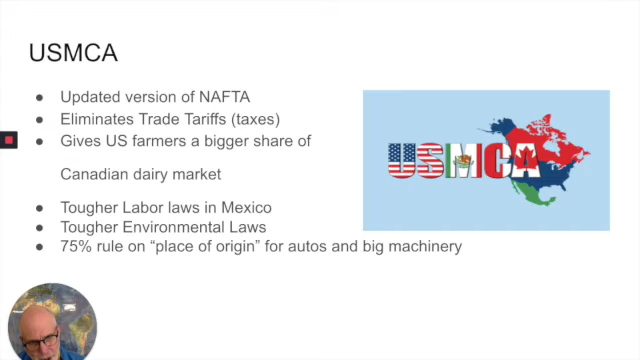 USMCA
● Updated version of NAFTA
● Eliminates Trade Tariffs (taxes)
● Gives US farmers a bigger share of
Canadian dairy market
● Tougher Labor laws in Mexico
● Tougher Environmental Laws
● 75% rule on “place of origin” for autos and big machinery
USMCA